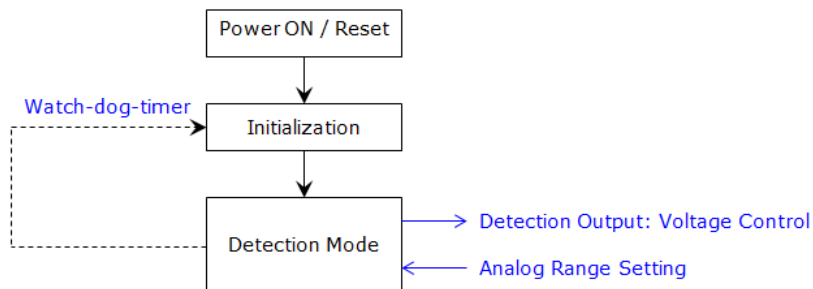 Power ON / Reset
Watch-dog-timer
Initialization
Detection Output: Voltage Control
Detection Mode
Analog Range Setting